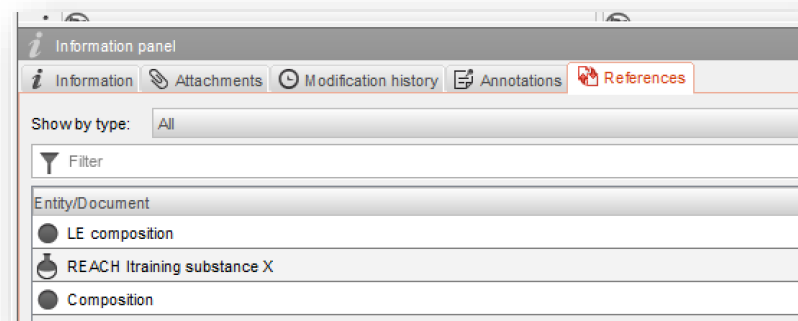 Information panel
Information Attachments Modification history Annotations References
Show by type: All
Filter
Entity/Document
LE composition
REACH Itraining substance X
Composition